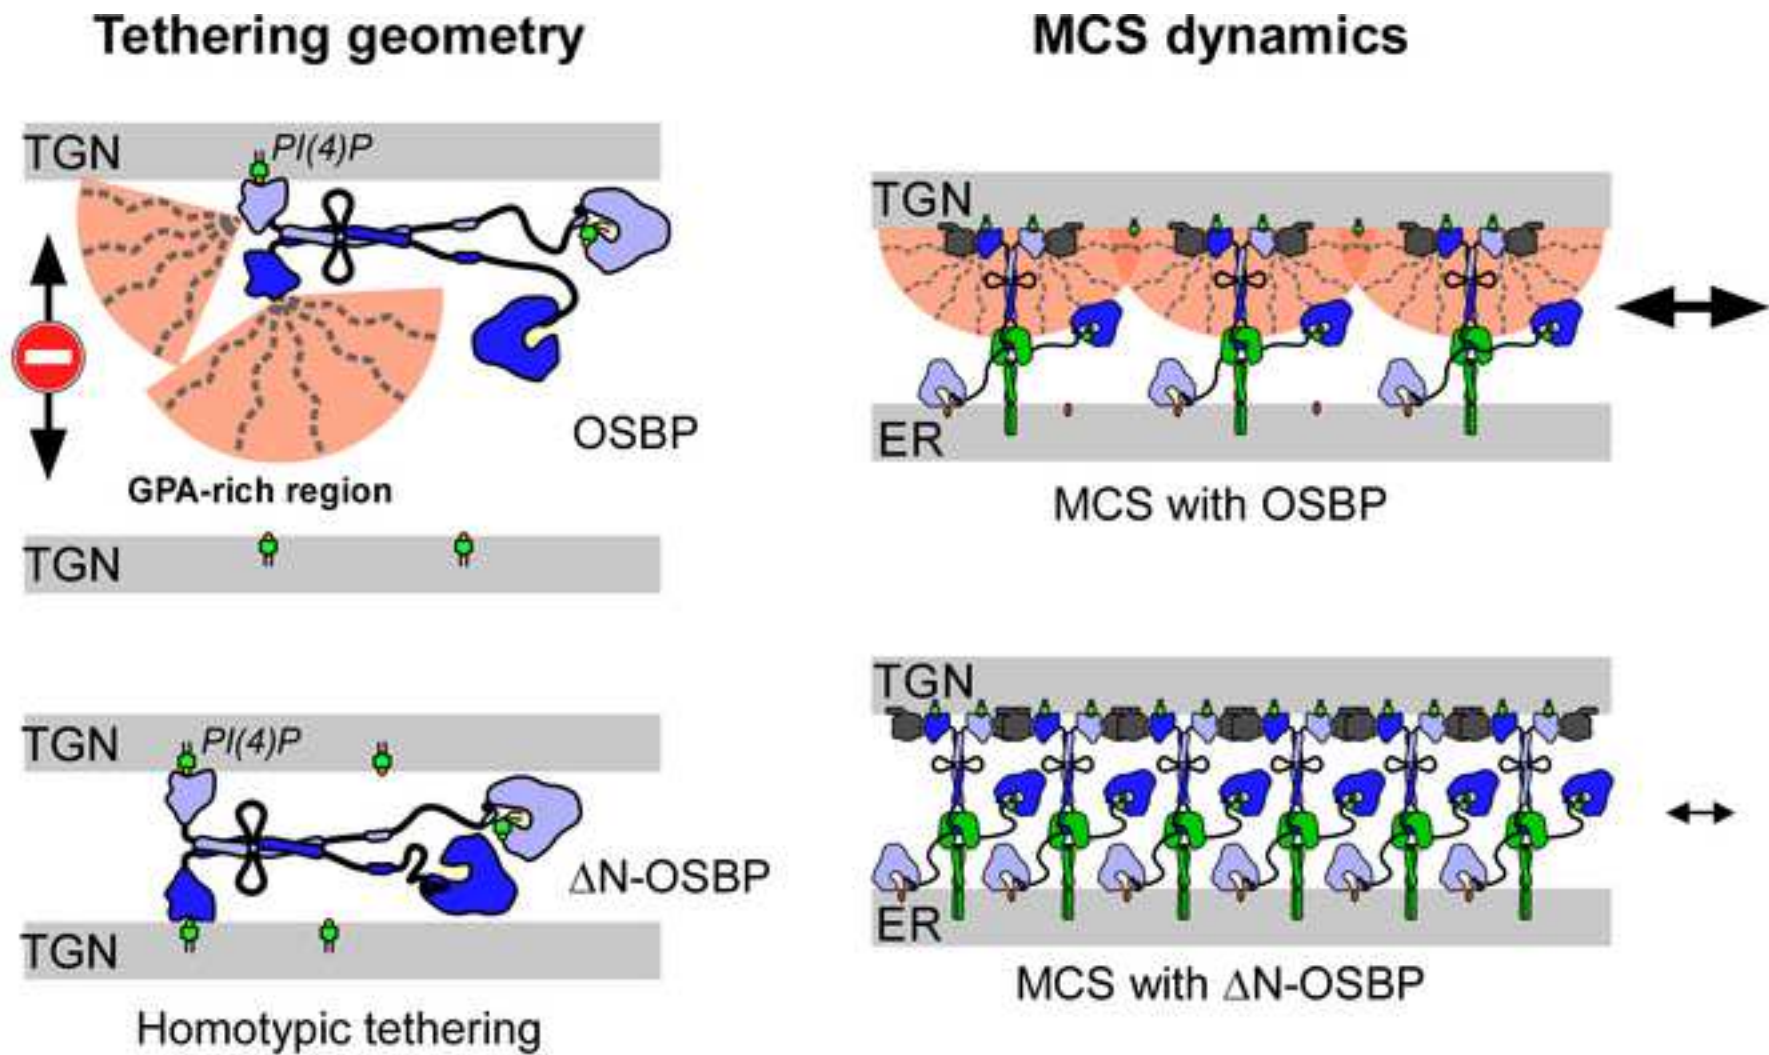 Tethering geometry
TGN
PI(4)P
OSBP
GPA-rich region
TGN
TGN
PI(4)P
ΔN-OSBP
TGN
Homotypic tethering
MCS dynamics
TGN
ER
MCS with OSBP
TGN
ER
MCS with ΔN-OSBP